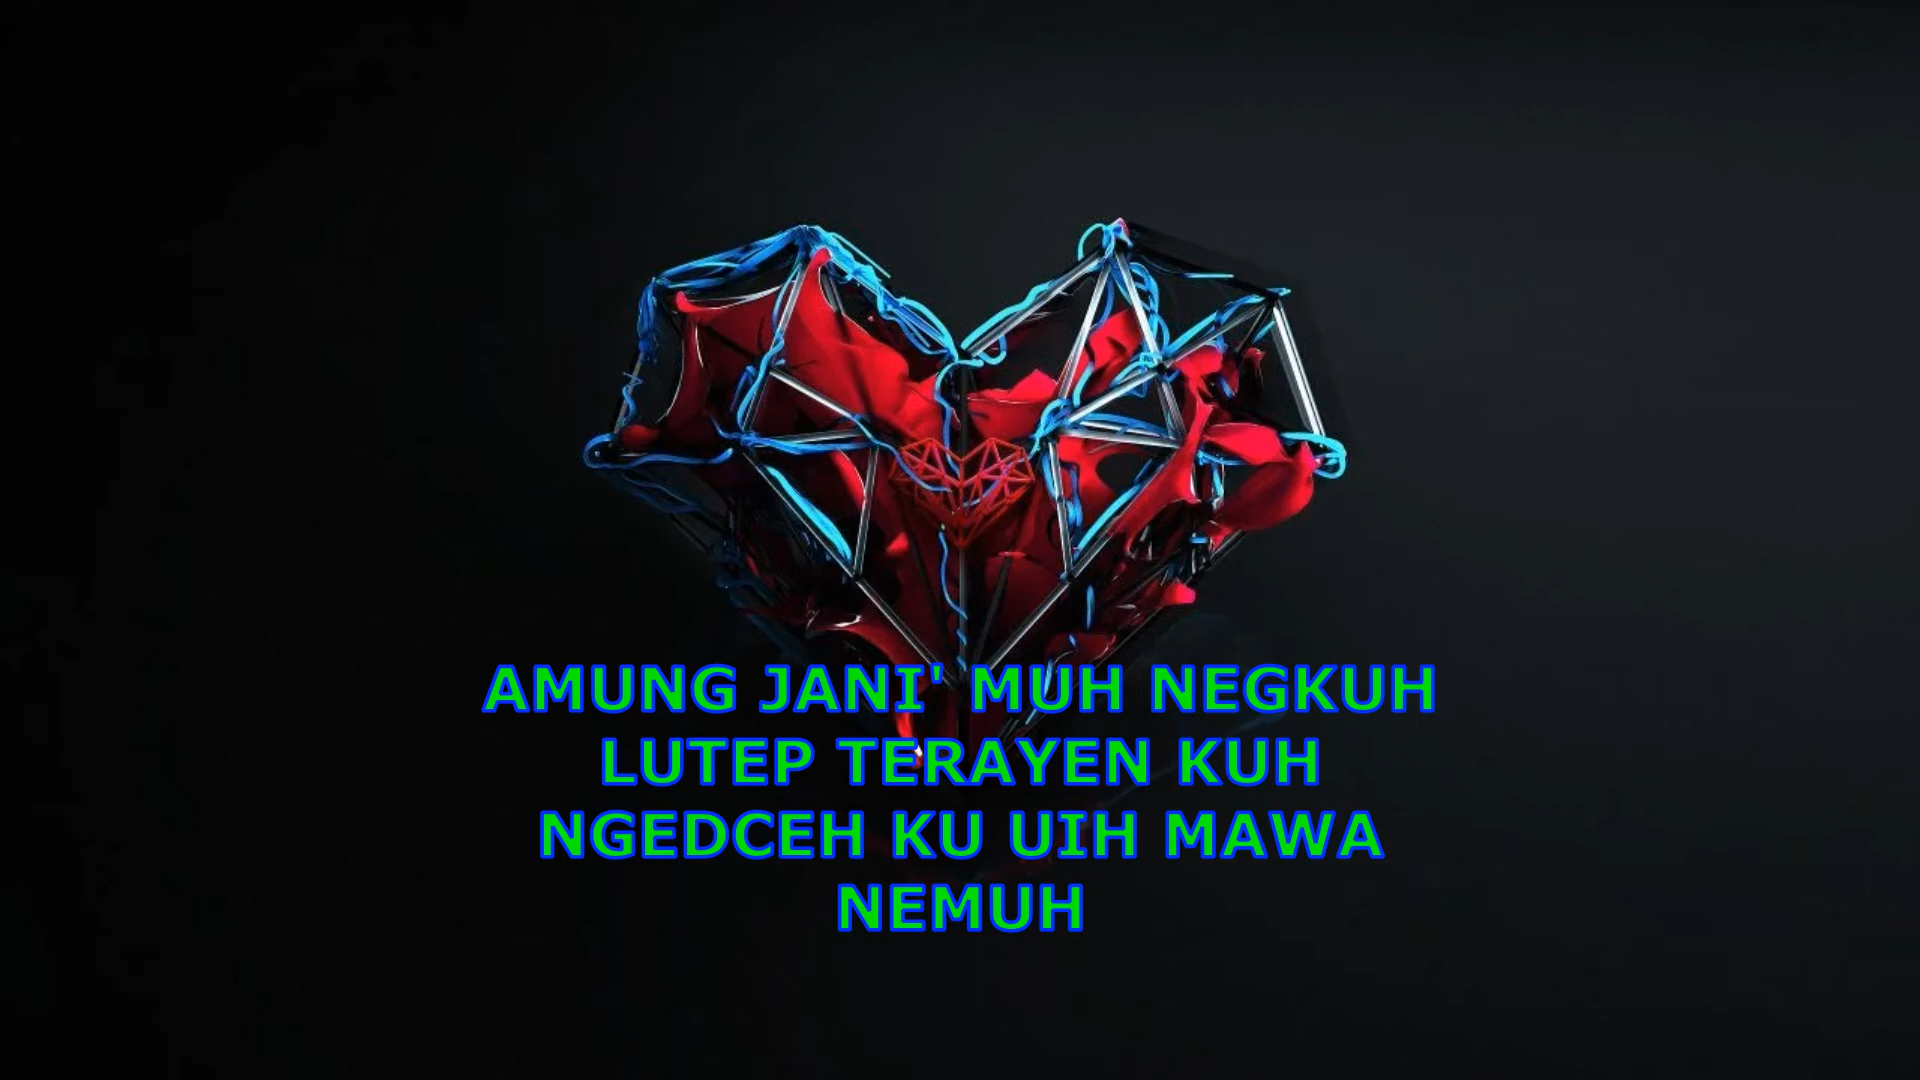 AMUNG JANI' MUH NEGKUH
LUTEP TERAYEN KUH
NGEDCEH KU UIH MAWA
NEMUH